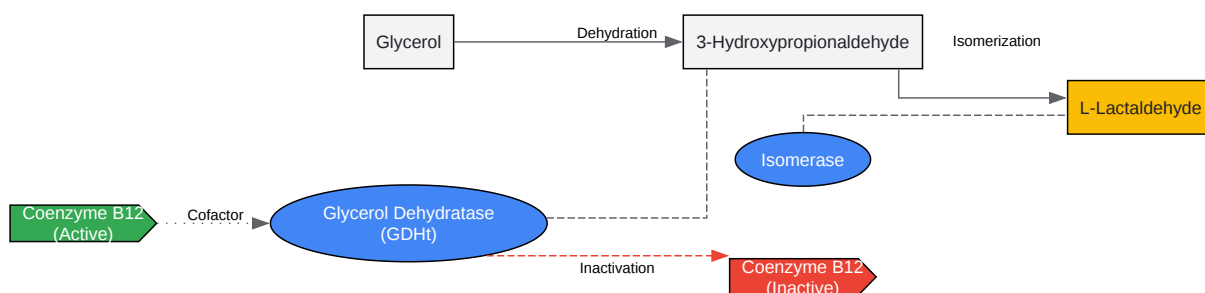 Glycerol
Dehydration
3-Hydroxypropionaldehyde
Isomerization
L-Lactaldehyde
Isomerase
Coenzyme B12
(Active)
Cofactor
Glycerol Dehydratase
(GDHt)
Inactivation
Coenzyme B12
(Inactive)